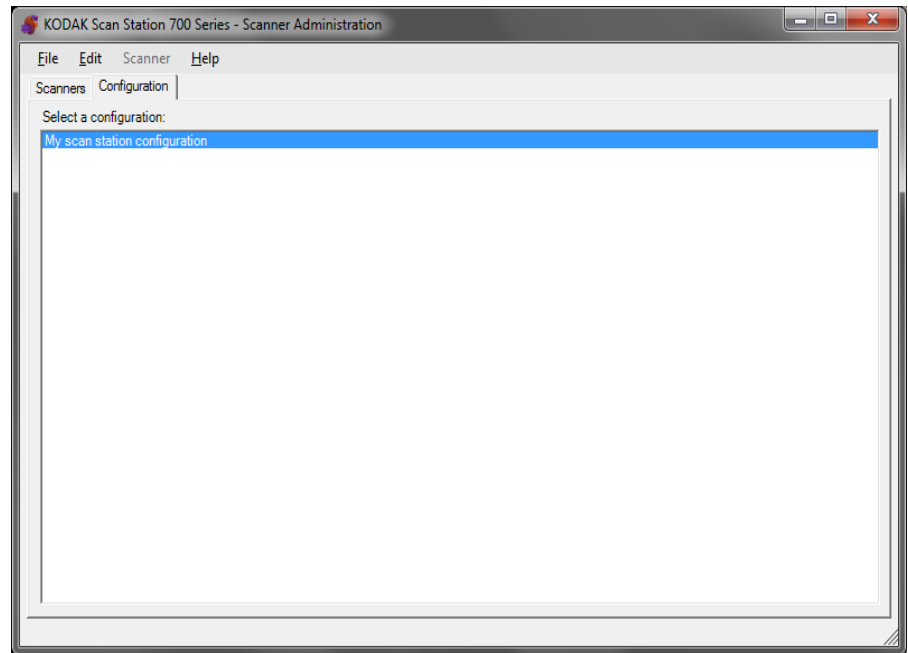 KODAK Scan Station 700 Series - Scanner Administration
File Edit Scanner Help
Scanners Configuration
Select a configuration:
My scan station configuration